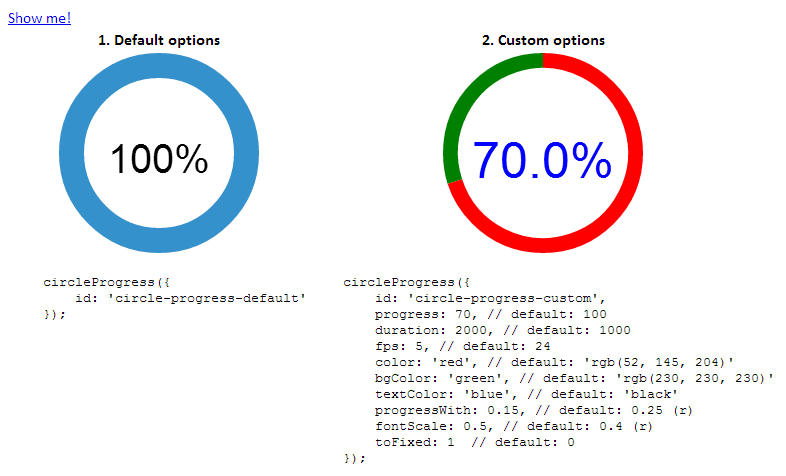 Show me!
1. Default options
100%
circleProgress({
    id: 'circle-progress-default'
});
2. Custom options
70.0%
circleProgress({
    id: 'circle-progress-custom',
    progress: 70, // default: 100
    duration: 2000, // default: 1000
    fps: 5, // default: 24
    color: 'red', // default: 'rgb(52, 145, 204)'
    bgColor: 'green', // default: 'rgb(230, 230, 230)'
    textColor: 'blue', // default: 'black'
    progressWith: 0.15, // default: 0.25 (r)
    fontScale: 0.5, // default: 0.4 (r)
    toFixed: 1  // default: 0
});